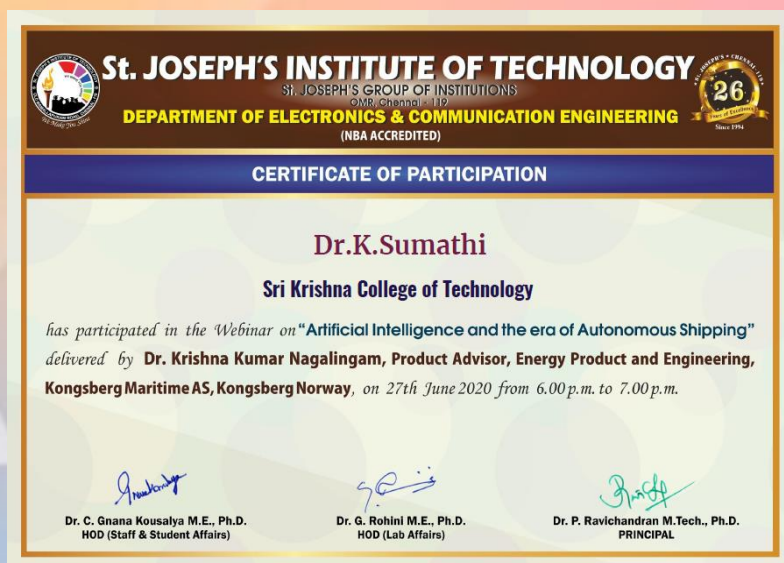 St. JOSEPH'S INSTITUTE OF TECHNOLOGY
St. JOSEPH'S GROUP OF INSTITUTIONS
OMR, Chennai - 119
DEPARTMENT OF ELECTRONICS & COMMUNICATION ENGINEERING
(NBA ACCREDITED)
26
Years of Excellence
Since 1994
CERTIFICATE OF PARTICIPATION
Dr.K.Sumathi
Sri Krishna College of Technology
has participated in the Webinar on "Artificial Intelligence and the era of Autonomous Shipping"
delivered by Dr. Krishna Kumar Nagalingam, Product Advisor, Energy Product and Engineering,
Kongsberg Maritime AS, Kongsberg Norway, on 27th June 2020 from 6.00 p.m. to 7.00 p.m.
Dr. C. Gnana Kousalya M.E., Ph.D.
HOD (Staff & Student Affairs)
Dr. G. Rohini M.E., Ph.D.
HOD (Lab Affairs)
Dr. P. Ravichandran M.Tech., Ph.D.
PRINCIPAL